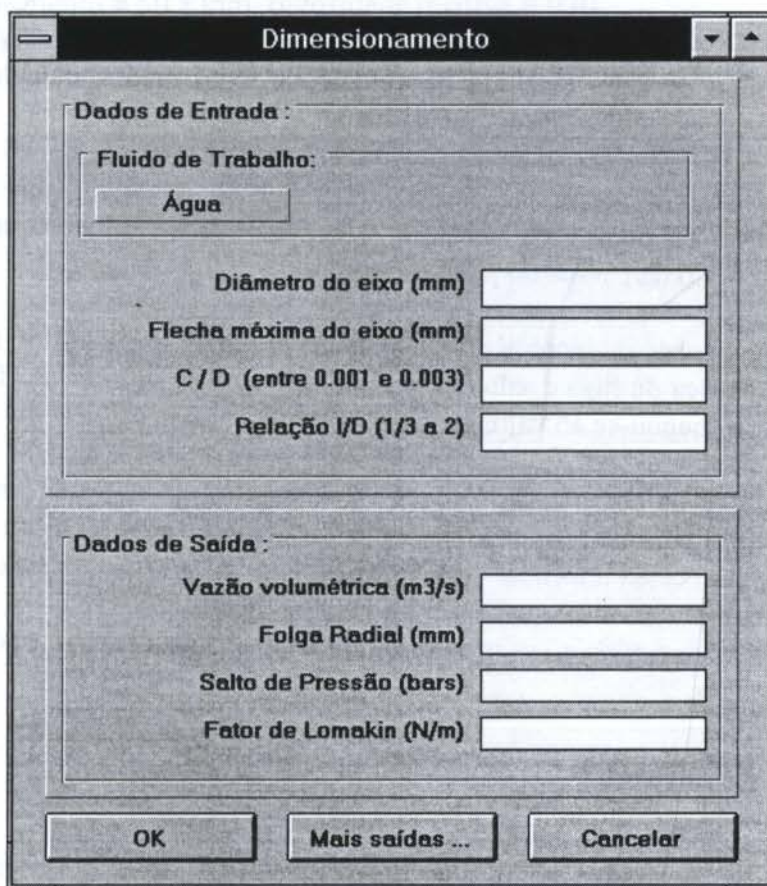 Dimensionamento
Dados de Entrada :
Fluido de Trabalho:
Água
Diâmetro do eixo (mm)
Flecha máxima do eixo (mm)
C / D (entre 0.001 e 0.003)
Relação I/D (1/3 a 2)
Dados de Saída :
Vazão volumétrica (m3/s)
Folga Radial (mm)
Salto de Pressão (bars)
Fator de Lomakin (N/m)
OK
Mais saídas ...
Cancelar